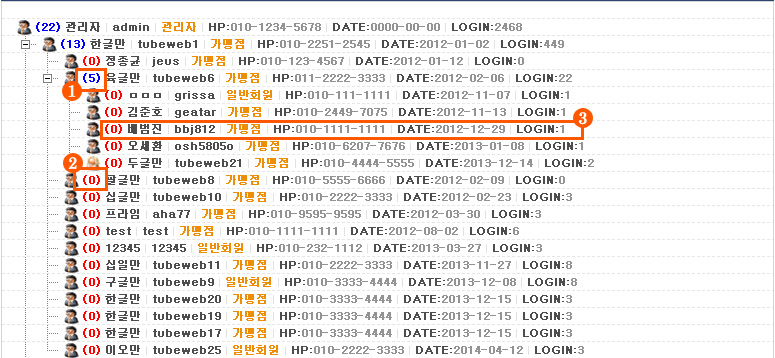 (22) 관리자 | admin | 관리자 | HP:010-1234-5678 | DATE:0000-00-00 | LOGIN:2468
(13) 한글만 | tubeweb1 | 가맹점 | HP:010-2251-2545 | DATE:2012-01-02 | LOGIN:449
(0) 정종균 | jeus | 가맹점 | HP:010-123-4567 | DATE:2012-01-12 | LOGIN:0
1 (5) 육글만 | tubeweb6 | 가맹점 | HP:011-2222-3333 | DATE:2012-02-06 | LOGIN:22
(0) ㅁㅁㅁ | grissa | 일반회원 | HP:010-111-1111 | DATE:2012-11-07 | LOGIN:1
(0) 김준호 | geatar | 가맹점 | HP:010-2449-7075 | DATE:2012-11-13 | LOGIN:1
(0) 배범진 | bbj812 | 가맹점 | HP:010-1111-1111 | DATE:2012-12-29 | LOGIN:1 3
(0) 오세환 | osh5805o | 가맹점 | HP:010-6207-7676 | DATE:2013-01-08 | LOGIN:1
(0) 두글만 | tubeweb21 | 가맹점 | HP:010-4444-5555 | DATE:2013-12-14 | LOGIN:2
2 (0) 팔글만 | tubeweb8 | 가맹점 | HP:010-5555-6666 | DATE:2012-02-09 | LOGIN:0
(0) 십글만 | tubeweb10 | 가맹점 | HP:010-2222-3333 | DATE:2012-02-23 | LOGIN:3
(0) 프라임 | aha77 | 가맹점 | HP:010-9595-9595 | DATE:2012-03-30 | LOGIN:3
(0) test | test | 가맹점 | HP:010-1111-1111 | DATE:2012-08-02 | LOGIN:6
(0) 12345 | 12345 | 일반회원 | HP:010-232-1112 | DATE:2013-03-27 | LOGIN:3
(0) 십일만 | tubeweb11 | 가맹점 | HP:010-2222-3333 | DATE:2013-11-27 | LOGIN:8
(0) 구글만 | tubeweb9 | 일반회원 | HP:010-3333-4444 | DATE:2013-12-08 | LOGIN:8
(0) 한글만 | tubeweb20 | 가맹점 | HP:010-3333-4444 | DATE:2013-12-15 | LOGIN:3
(0) 한글만 | tubeweb19 | 가맹점 | HP:010-3333-4444 | DATE:2013-12-15 | LOGIN:3
(0) 한글만 | tubeweb17 | 가맹점 | HP:010-3333-4444 | DATE:2013-12-15 | LOGIN:3
(0) 이오만 | tubeweb25 | 일반회원 | HP:010-2222-3333 | DATE:2014-04-12 | LOGIN:3